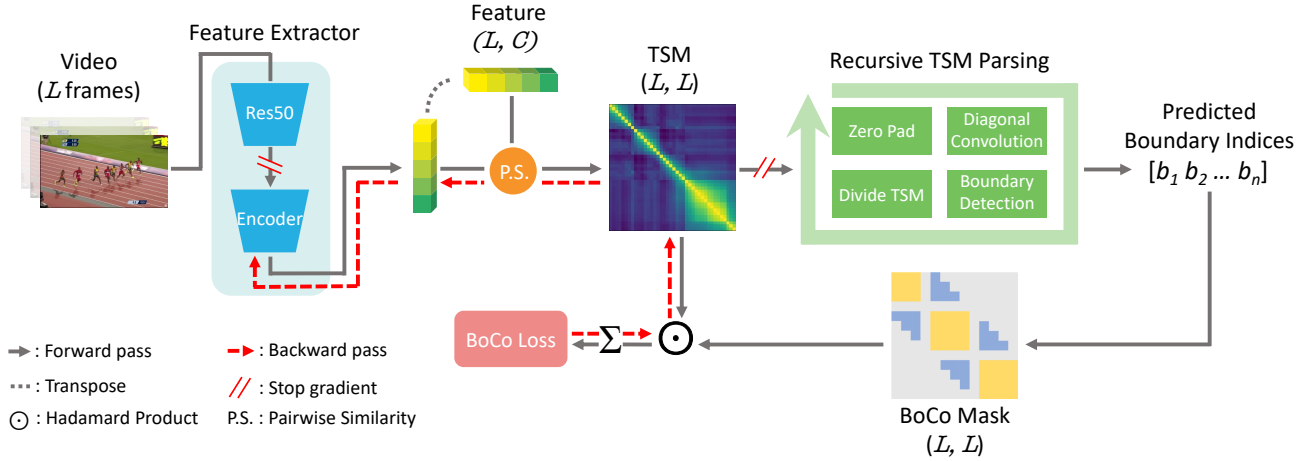 Video
(L frames)
Feature Extractor
Res50
Encoder
Feature
(L, C)
P.S.
TSM
(L, L)
Recursive TSM Parsing
Zero Pad
Diagonal
Convolution
Divide TSM
Boundary
Detection
Predicted
Boundary Indices
[b₁ b₂ ... bₙ]
BoCo Loss
Σ
BoCo Mask
(L, L)
: Forward pass
: Backward pass
: Transpose
: Stop gradient
: Hadamard Product
P.S. : Pairwise Similarity